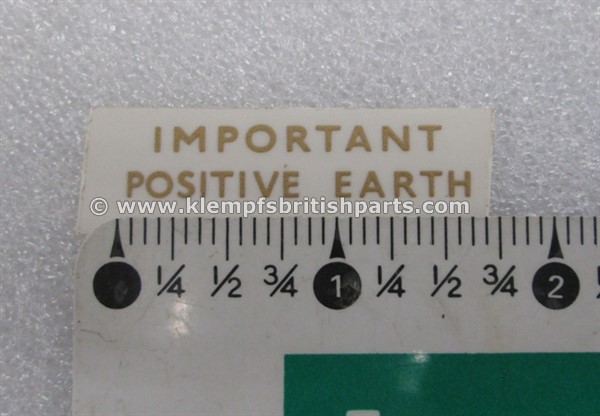 IMPORTANT
POSITIVE EARTH
© www.klempfsbritishparts.com
1/4 1/2 3/4 1 1/4 1/2 3/4 2